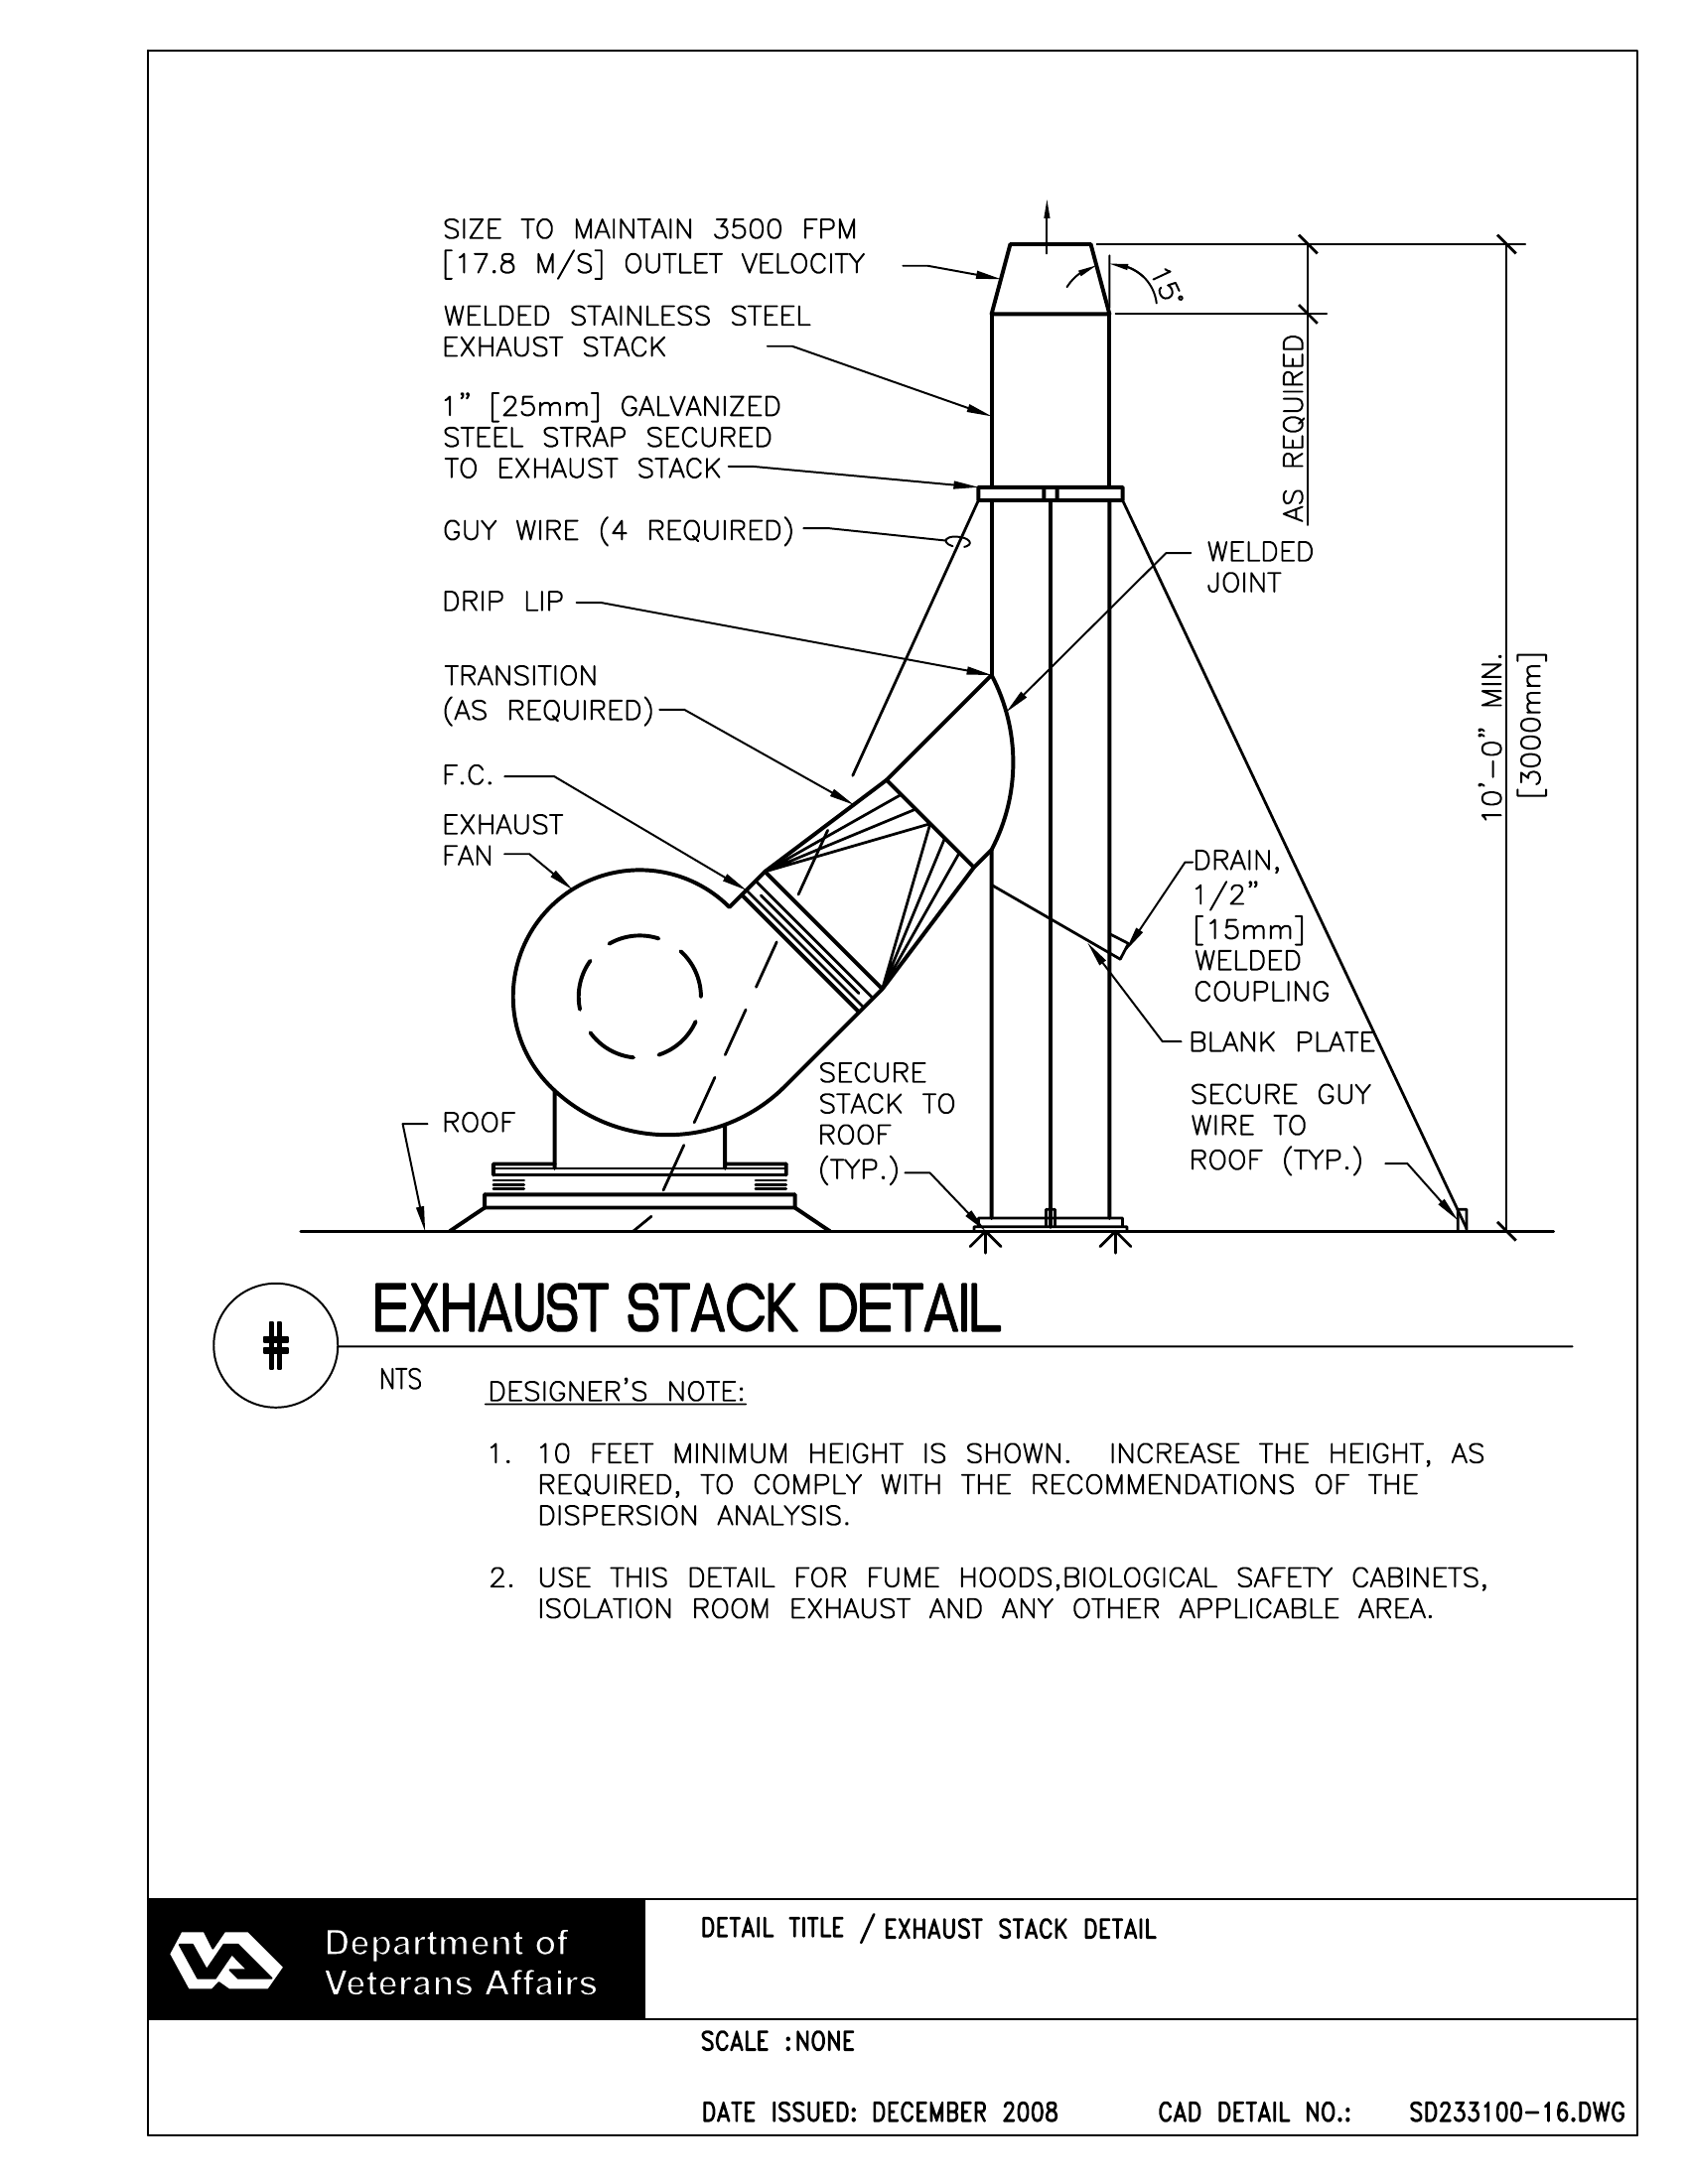 SIZE TO MAINTAIN 3500 FPM
[17.8 M/S] OUTLET VELOCITY
WELDED STAINLESS STEEL
EXHAUST STACK
1” [25mm] GALVANIZED
STEEL STRAP SECURED
TO EXHAUST STACK
GUY WIRE (4 REQUIRED)
DRIP LIP
TRANSITION
(AS REQUIRED)
F.C.
EXHAUST
FAN
ROOF
15°
AS REQUIRED
WELDED
JOINT
10'-0” MIN.
[3000mm]
DRAIN,
1/2”
[15mm]
WELDED
COUPLING
BLANK PLATE
SECURE
STACK TO
ROOF
(TYP.)
SECURE GUY
WIRE TO
ROOF (TYP.)
#
EXHAUST STACK DETAIL
NTS
DESIGNER'S NOTE:
1. 10 FEET MINIMUM HEIGHT IS SHOWN. INCREASE THE HEIGHT, AS
REQUIRED, TO COMPLY WITH THE RECOMMENDATIONS OF THE
DISPERSION ANALYSIS.
2. USE THIS DETAIL FOR FUME HOODS,BIOLOGICAL SAFETY CABINETS,
ISOLATION ROOM EXHAUST AND ANY OTHER APPLICABLE AREA.
Department of
Veterans Affairs
DETAIL TITLE / EXHAUST STACK DETAIL
SCALE :NONE
DATE ISSUED: DECEMBER 2008 CAD DETAIL NO.: SD233100-16.DWG